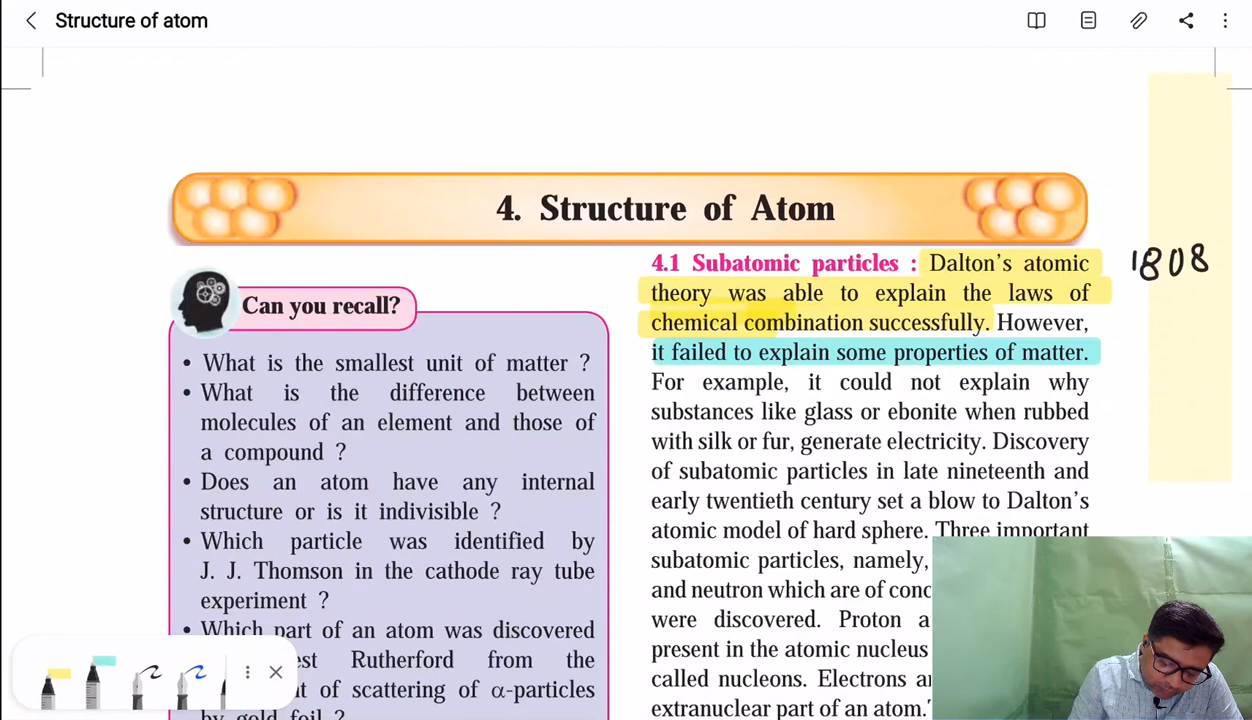 Structure of atom
4. Structure of Atom
Can you recall?
• What is the smallest unit of matter ?
• What is the difference between
molecules of an element and those of
a compound ?
• Does an atom have any internal
structure or is it indivisible ?
• Which particle was identified by
J. J. Thomson in the cathode ray tube
experiment ?
• Which part of an atom was discovered
Rutherford from the
of scattering of α-particles
by gold foil ?
4.1 Subatomic particles : Dalton's atomic
theory was able to explain the laws of
chemical combination successfully. However,
it failed to explain some properties of matter.
For example, it could not explain why
substances like glass or ebonite when rubbed
with silk or fur, generate electricity. Discovery
of subatomic particles in late nineteenth and
early twentieth century set a blow to Dalton's
atomic model of hard sphere. Three important
subatomic particles, namely,
and neutron which are of
were discovered. Proton
present in the atomic nucleus
called nucleons. Electrons
extranuclear part of an atom.
1808